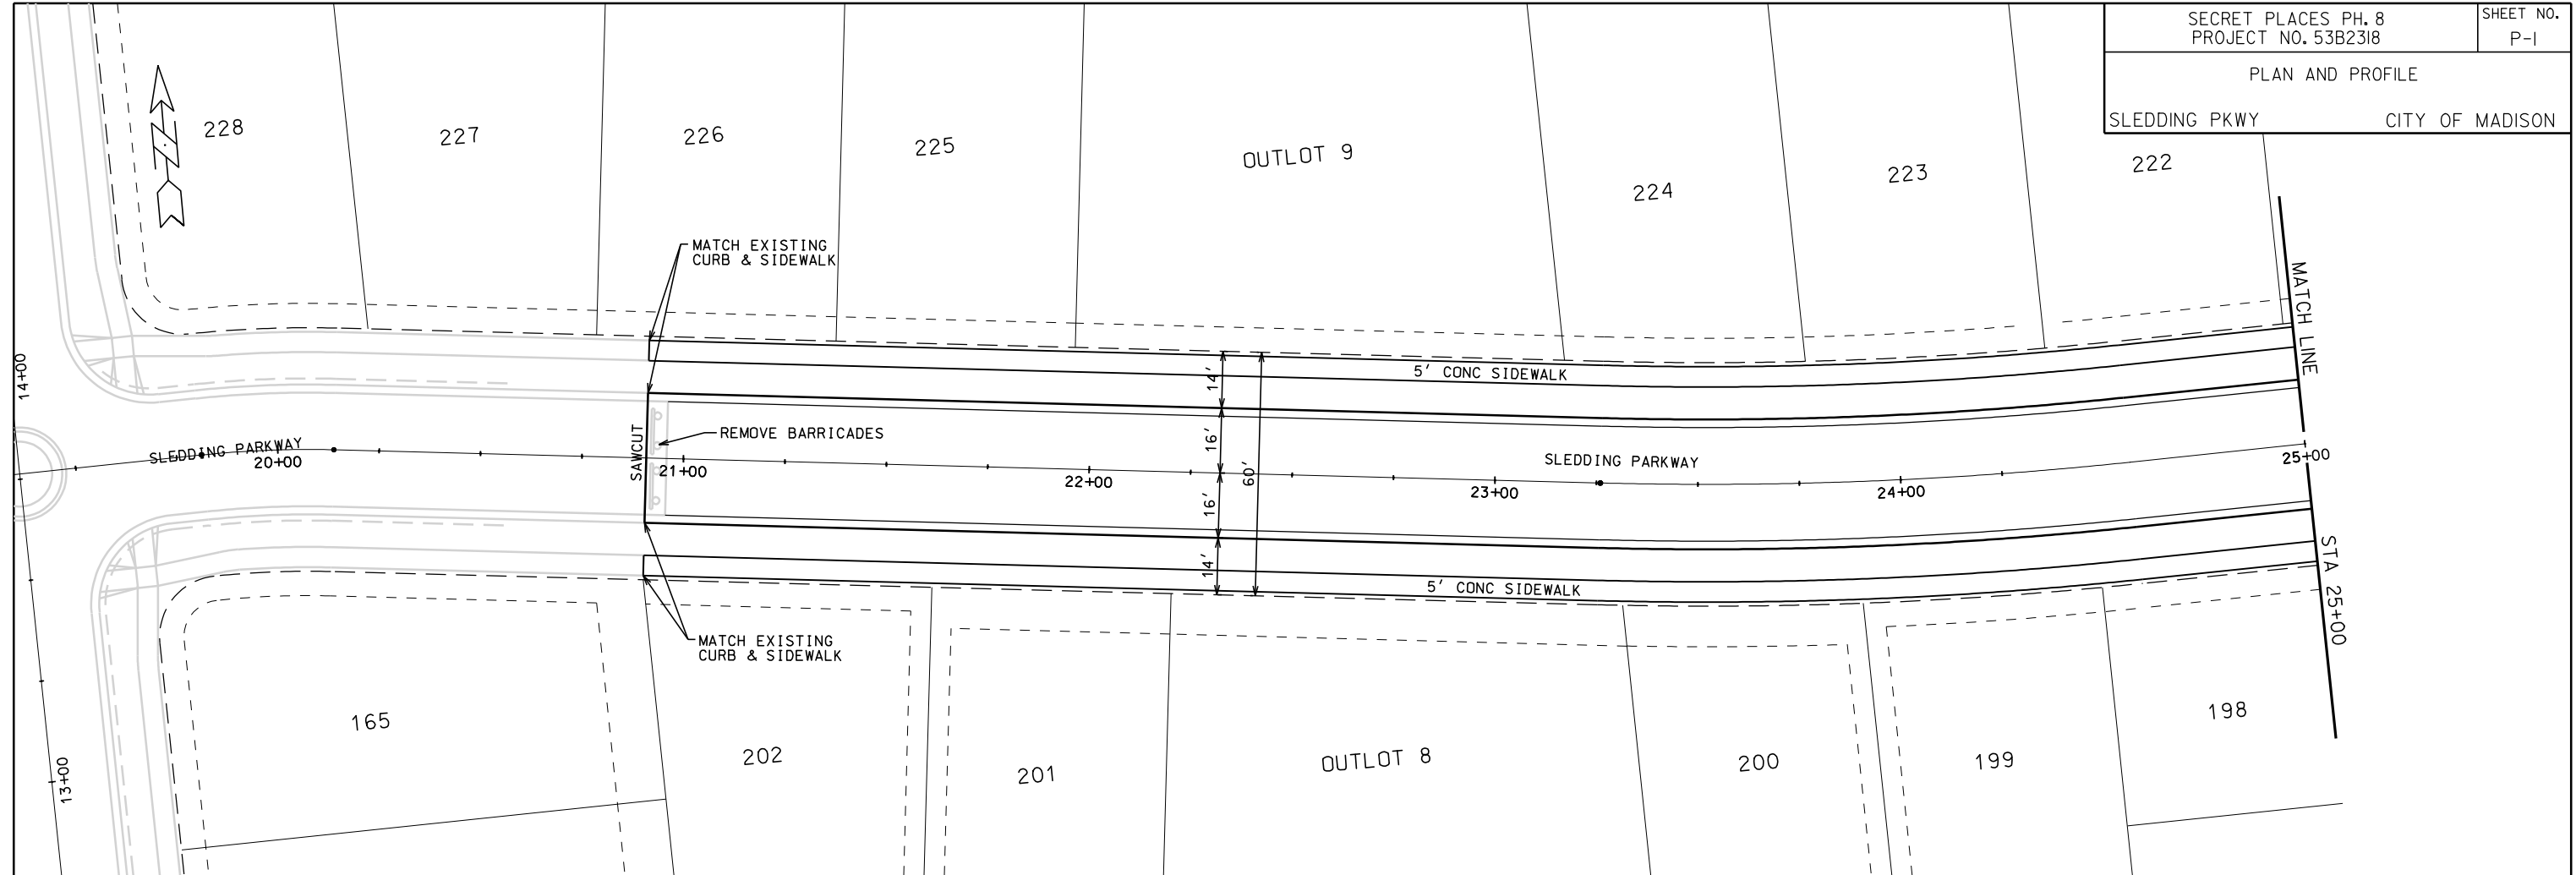 SECRET PLACES PH. 8
PROJECT NO. 53B2318
SHEET NO.
P-1
PLAN AND PROFILE
SLEDDING PKWY
CITY OF MADISON
228
227
226
225
OUTLOT 9
224
223
222
MATCH EXISTING
CURB & SIDEWALK
MATCH LINE
14+00
5' CONC SIDEWALK
14'
SLEDDING PARKWAY
20+00
SAWCUT
REMOVE BARRICADES
21+00
22+00
16'
60'
SLEDDING PARKWAY
23+00
24+00
25+00
16'
14'
5' CONC SIDEWALK
STA 25+00
MATCH EXISTING
CURB & SIDEWALK
13+00
165
202
201
OUTLOT 8
200
199
198